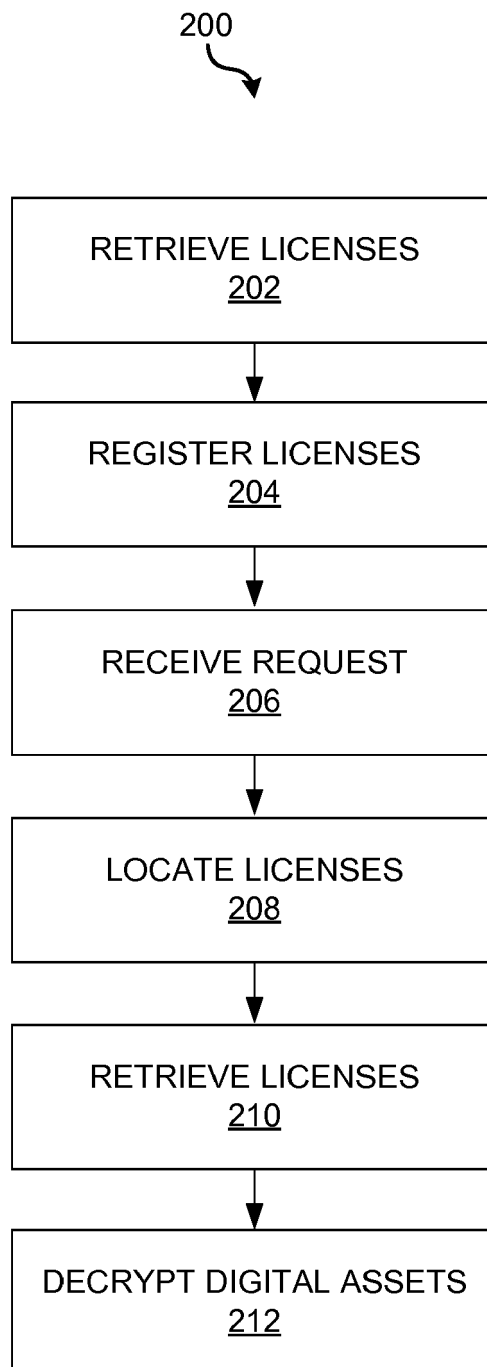 200
RETRIEVE LICENSES
202
REGISTER LICENSES
204
RECEIVE REQUEST
206
LOCATE LICENSES
208
RETRIEVE LICENSES
210
DECRYPT DIGITAL ASSETS
212